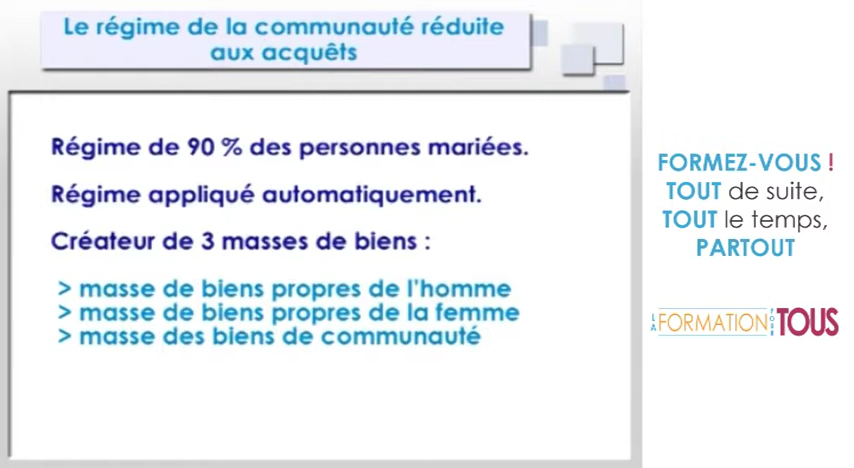 Le régime de la communauté réduite
aux acquêts
Régime de 90 % des personnes mariées.
Régime appliqué automatiquement.
Créateur de 3 masses de biens :
> masse de biens propres de l'homme
> masse de biens propres de la femme
> masse des biens de communauté
FORMEZ-VOUS !
TOUT de suite,
TOUT le temps,
PARTOUT
LA FORMATION POUR TOUS